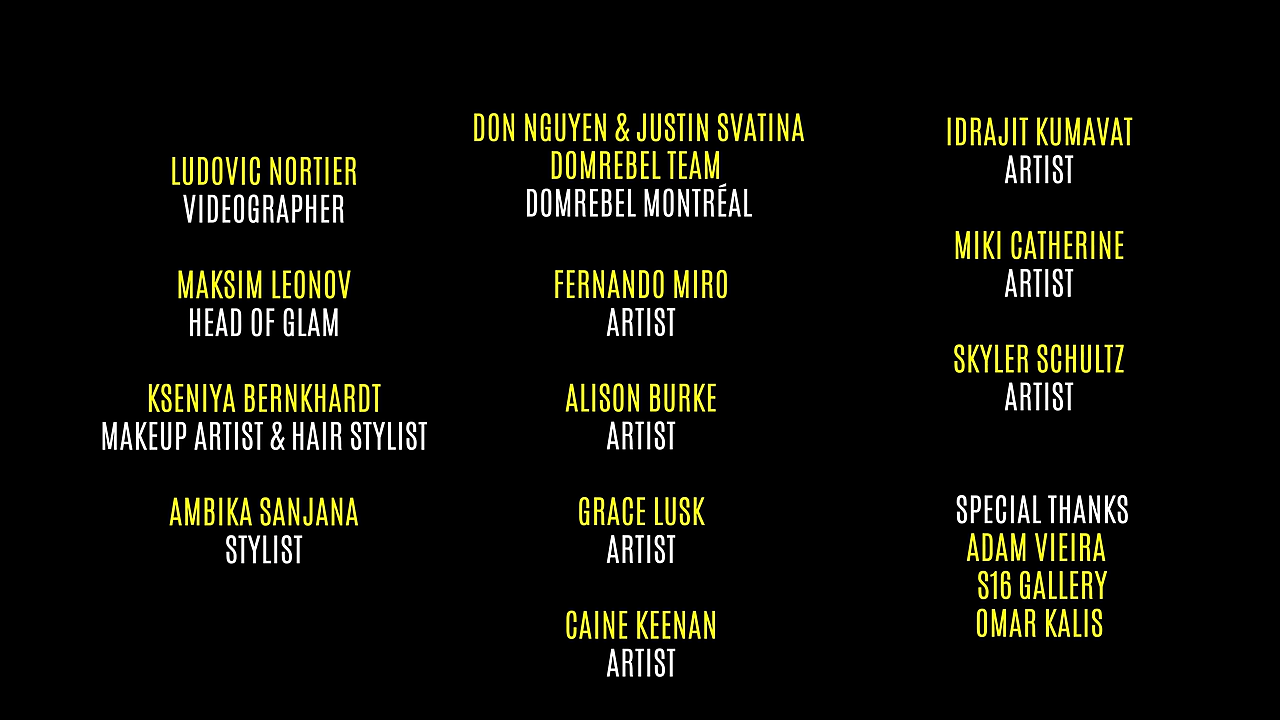 LUDOVIC NORTIER
VIDEOGRAPHER
MAKSIM LEONOV
HEAD OF GLAM
KSENIYA BERNKHARDT
MAKEUP ARTIST & HAIR STYLIST
AMBIKA SANJANA
STYLIST
DON NGUYEN & JUSTIN SVATINA
DOMREBEL TEAM
DOMREBEL MONTRÉAL
FERNANDO MIRO
ARTIST
ALISON BURKE
ARTIST
GRACE LUSK
ARTIST
CAINE KEENAN
ARTIST
IDRAJIT KUMAVAT
ARTIST
MIKI CATHERINE
ARTIST
SKYLER SCHULTZ
ARTIST
SPECIAL THANKS
ADAM VIEIRA
S16 GALLERY
OMAR KALIS